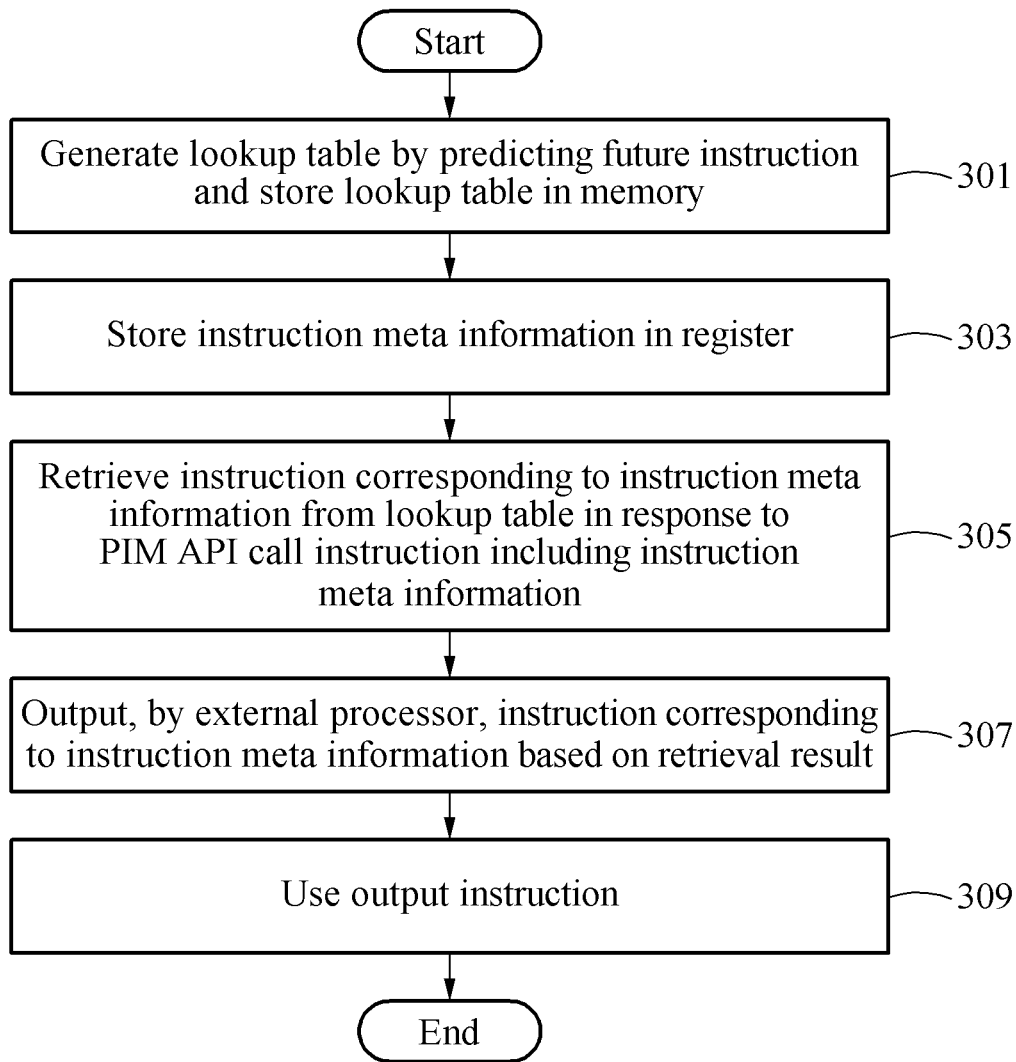 Start
Generate lookup table by predicting future instruction
and store lookup table in memory
301
Store instruction meta information in register
303
Retrieve instruction corresponding to instruction meta
information from lookup table in response to
PIM API call instruction including instruction
meta information
305
Output, by external processor, instruction corresponding
to instruction meta information based on retrieval result
307
Use output instruction
309
End